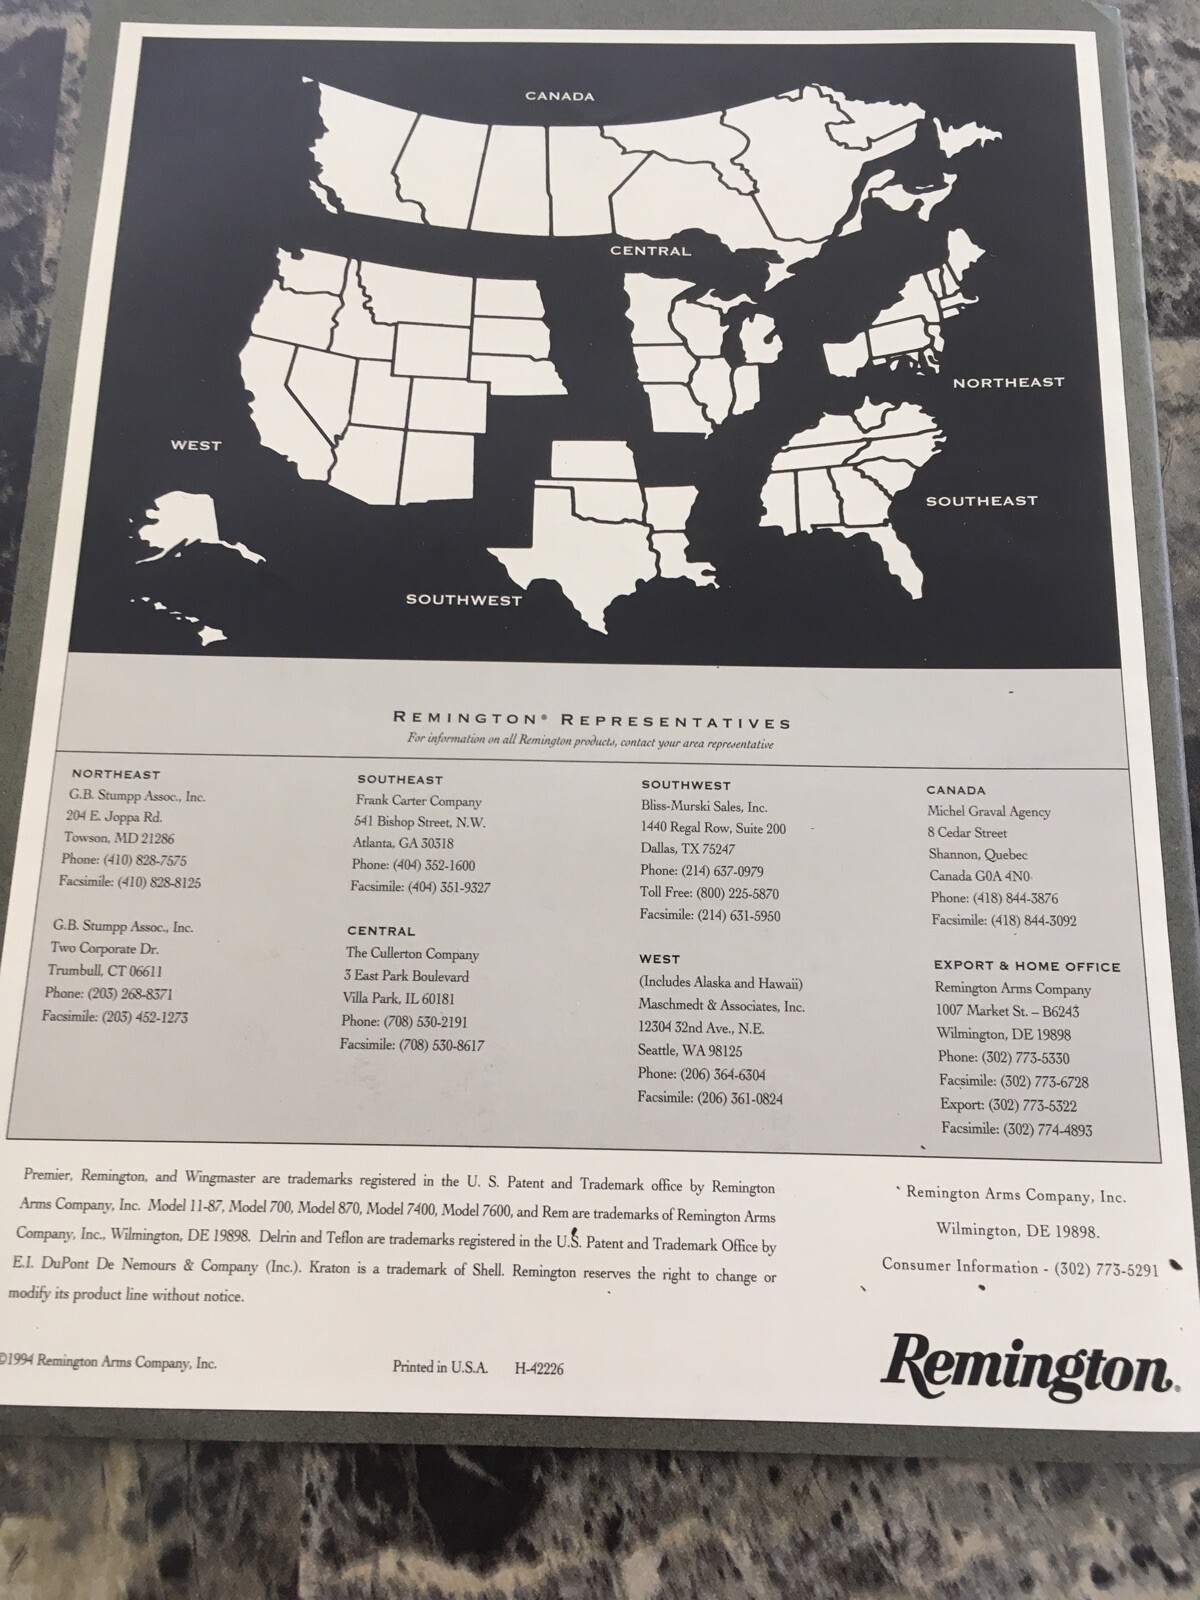 CANADA
CENTRAL
NORTHEAST
WEST
SOUTHEAST
SOUTHWEST
REMINGTON® REPRESENTATIVES
For information on all Remington products, contact your area representative
NORTHEAST
G.B. Stumpp Assoc., Inc.
204 E. Joppa Rd.
Towson, MD 21286
Phone: (410) 828-7575
Facsimile: (410) 828-8125
G.B. Stumpp Assoc., Inc.
Two Corporate Dr.
Trumbull, CT 06611
Phone: (203) 268-8371
Facsimile: (203) 452-1273
SOUTHEAST
Frank Carter Company
541 Bishop Street, N.W.
Atlanta, GA 30318
Phone: (404) 352-1600
Facsimile: (404) 351-9327
CENTRAL
The Cullerton Company
3 East Park Boulevard
Villa Park, IL 60181
Phone: (708) 530-2191
Facsimile: (708) 530-8617
SOUTHWEST
Bliss-Murski Sales, Inc.
1440 Regal Row, Suite 200
Dallas, TX 75247
Phone: (214) 637-0979
Toll Free: (800) 225-5870
Facsimile: (214) 631-5950
WEST
(Includes Alaska and Hawaii)
Maschmedt & Associates, Inc.
12304 32nd Ave., N.E.
Seattle, WA 98125
Phone: (206) 364-6304
Facsimile: (206) 361-0824
CANADA
Michel Graval Agency
8 Cedar Street
Shannon, Quebec
Canada G0A 4N0
Phone: (418) 844-3876
Facsimile: (418) 844-3092
EXPORT & HOME OFFICE
Remington Arms Company
1007 Market St. – B6243
Wilmington, DE 19898
Phone: (302) 773-5330
Facsimile: (302) 773-6728
Export: (302) 773-5322
Facsimile: (302) 774-4893
Premier, Remington, and Wingmaster are trademarks registered in the U. S. Patent and Trademark office by Remington
Arms Company, Inc. Model 11-87, Model 700, Model 870, Model 7400, Model 7600, and Rem are trademarks of Remington Arms
Company, Inc., Wilmington, DE 19898. Delrin and Teflon are trademarks registered in the U.S. Patent and Trademark Office by
E.I. DuPont De Nemours & Company (Inc.). Kraton is a trademark of Shell. Remington reserves the right to change or
modify its product line without notice.
Remington Arms Company, Inc.
Wilmington, DE 19898.
Consumer Information - (302) 773-5291
©1994 Remington Arms Company, Inc.
Printed in U.S.A. H-42226
Remington®